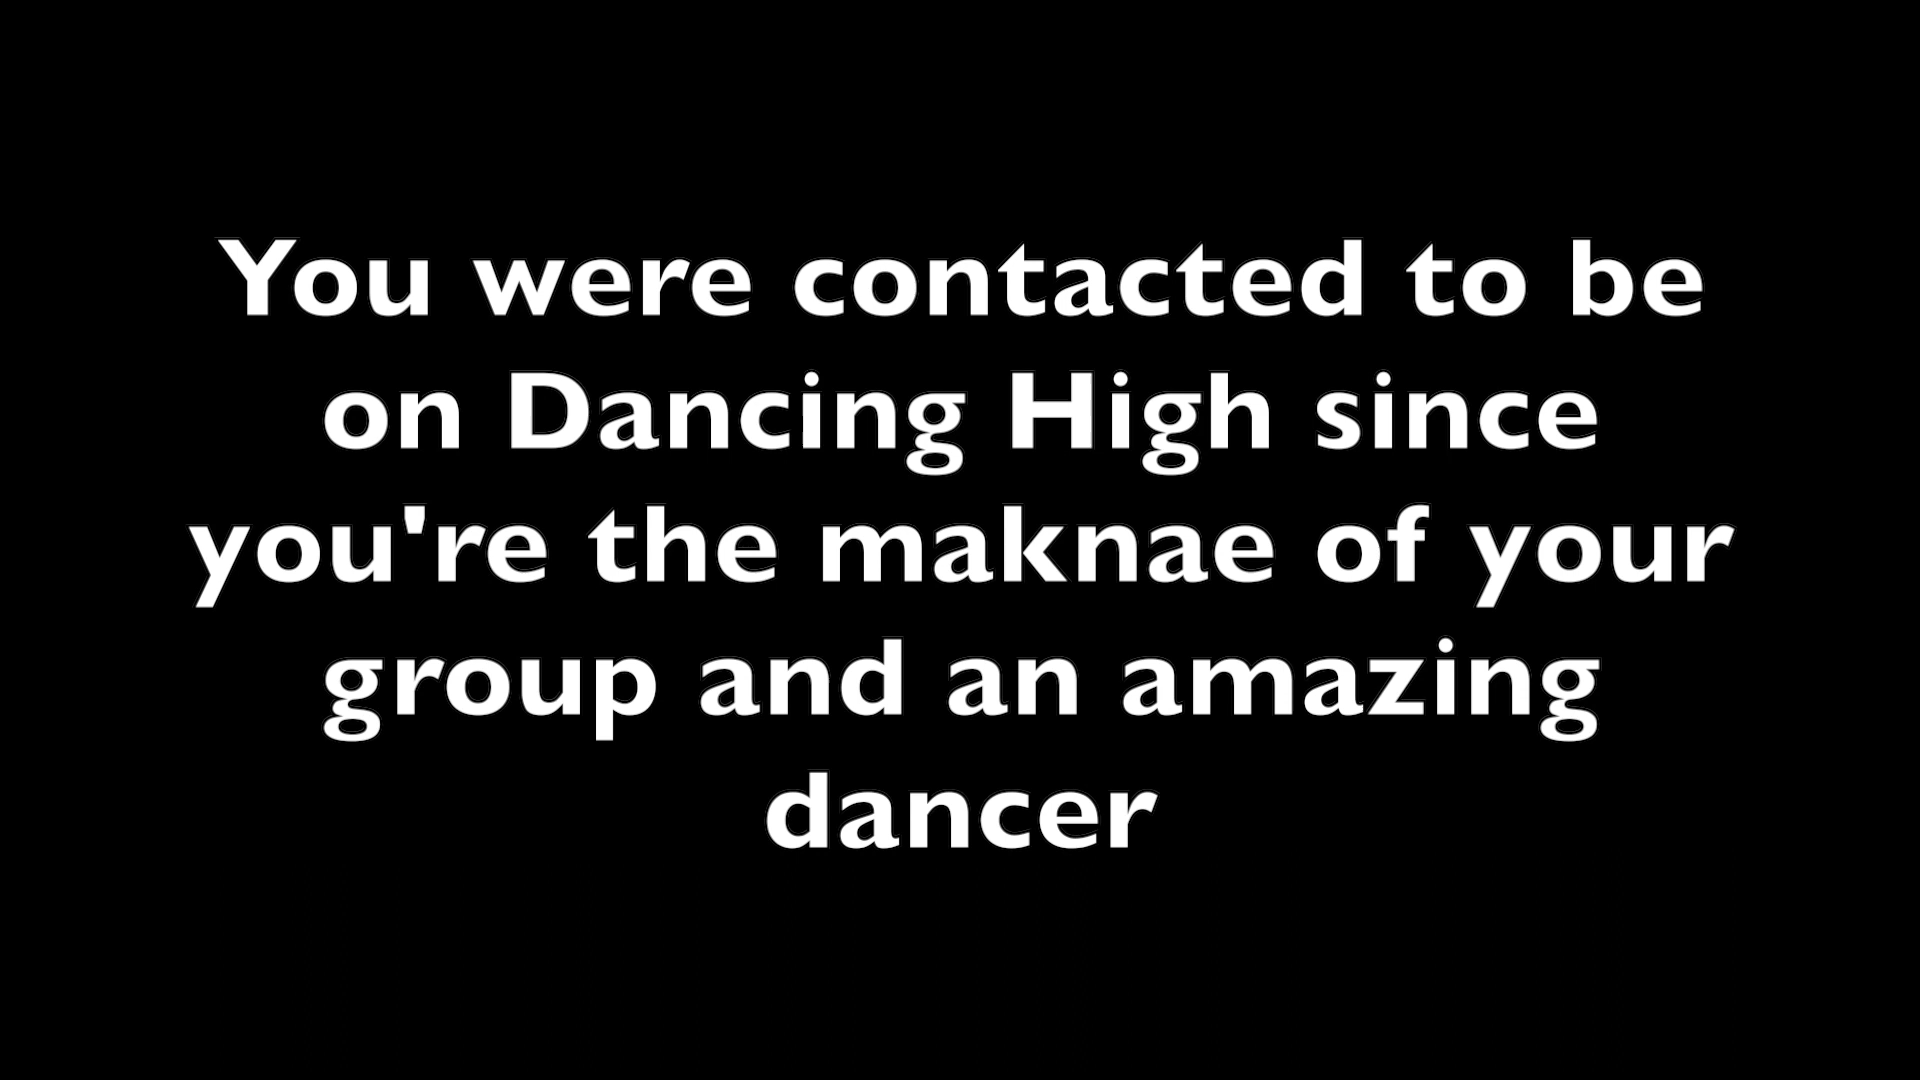 You were contacted to be
on Dancing High since
you're the maknae of your
group and an amazing
dancer